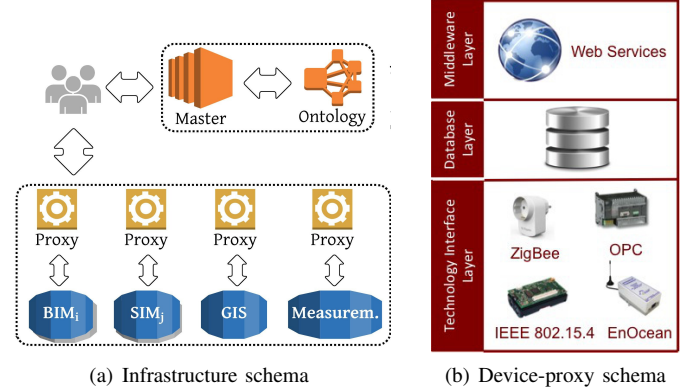 Master
Ontology
Proxy
Proxy
Proxy
Proxy
BIMi
SIMj
GIS
Measurem.
(a) Infrastructure schema
Middleware
Layer
Web Services
Database
Layer
Technology Interface
Layer
ZigBee
OPC
IEEE 802.15.4
EnOcean
(b) Device-proxy schema